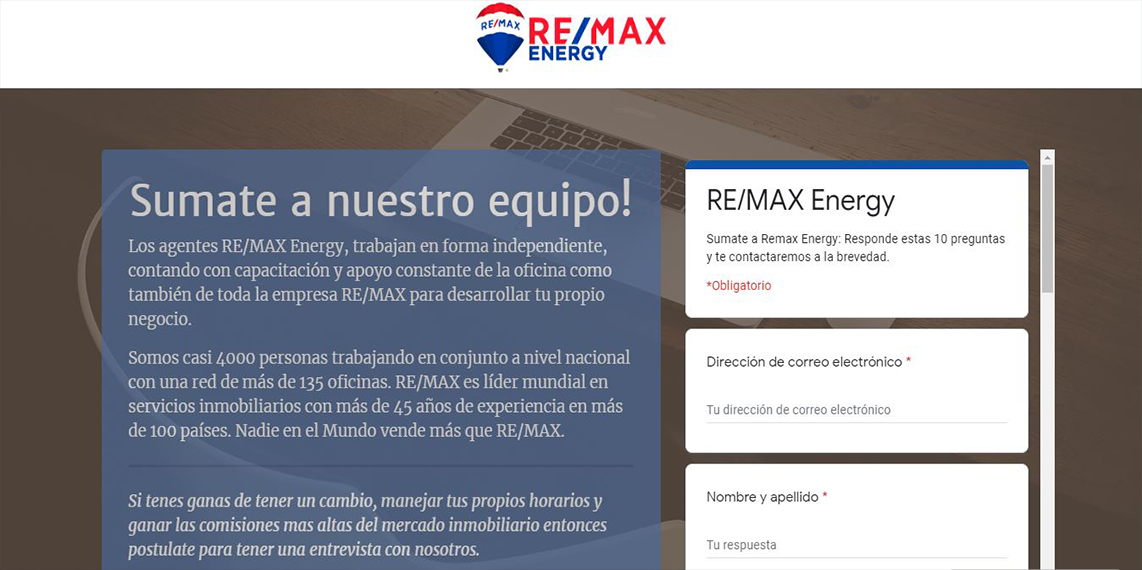 RE/MAX
RE/MAX
ENERGY
Sumate a nuestro equipo!
Los agentes RE/MAX Energy, trabajan en forma independiente,
contando con capacitación y apoyo constante de la oficina como
también de toda la empresa RE/MAX para desarrollar tu propio
negocio.
Somos casi 4000 personas trabajando en conjunto a nivel nacional
con una red de más de 135 oficinas. RE/MAX es líder mundial en
servicios inmobiliarios con más de 45 años de experiencia en más
de 100 países. Nadie en el Mundo vende más que RE/MAX.
Si tenes ganas de tener un cambio, manejar tus propios horarios y
ganar las comisiones mas altas del mercado inmobiliario entonces
postulate para tener una entrevista con nosotros.
RE/MAX Energy
Sumate a Remax Energy: Responde estas 10 preguntas
y te contactaremos a la brevedad.
*Obligatorio
Dirección de correo electrónico *
Tu dirección de correo electrónico
Nombre y apellido *
Tu respuesta